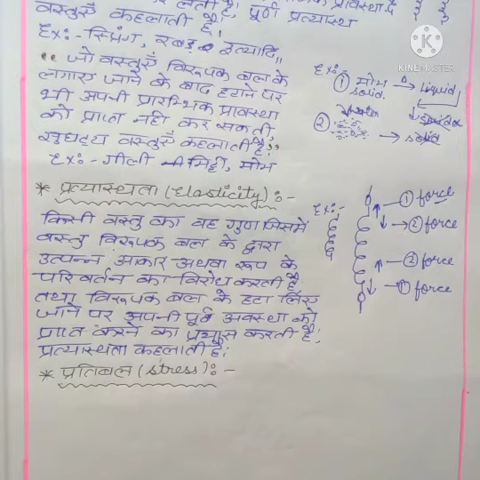 वस्तुएँ कहलाती हैं, पूर्ण प्रत्यास्थ
Ex:- स्प्रिंग, रबड़ इत्यादि,,
"जो वस्तुएँ विरूपक बल के
लगाए जाने के बाद हटाने पर
भी अपनी प्रारम्भिक प्रावस्था
को प्राप्त नहीं कर सकती,
सुघट्य वस्तुएँ कहलाती हैं"
Ex:- गीली मिट्टी, मोम
Ex:-
① मोम → Liquid
Solid
②
* प्रत्यास्थता (Elasticity):-
किसी वस्तु का वह गुण जिसमें
वस्तु विरूपक बल के द्वारा
उत्पन्न आकार अथवा रूप के
परिवर्तन का विरोध करती है
तथा विरूपक बल के हटा लिए
जाने पर अपनी पूर्व अवस्था को
प्राप्त करने का प्रयास करती है,
प्रत्यास्थता कहलाती है;
Ex:-
① force
② force
② force
① force
* प्रतिबल (stress):-
K
KINEMASTER